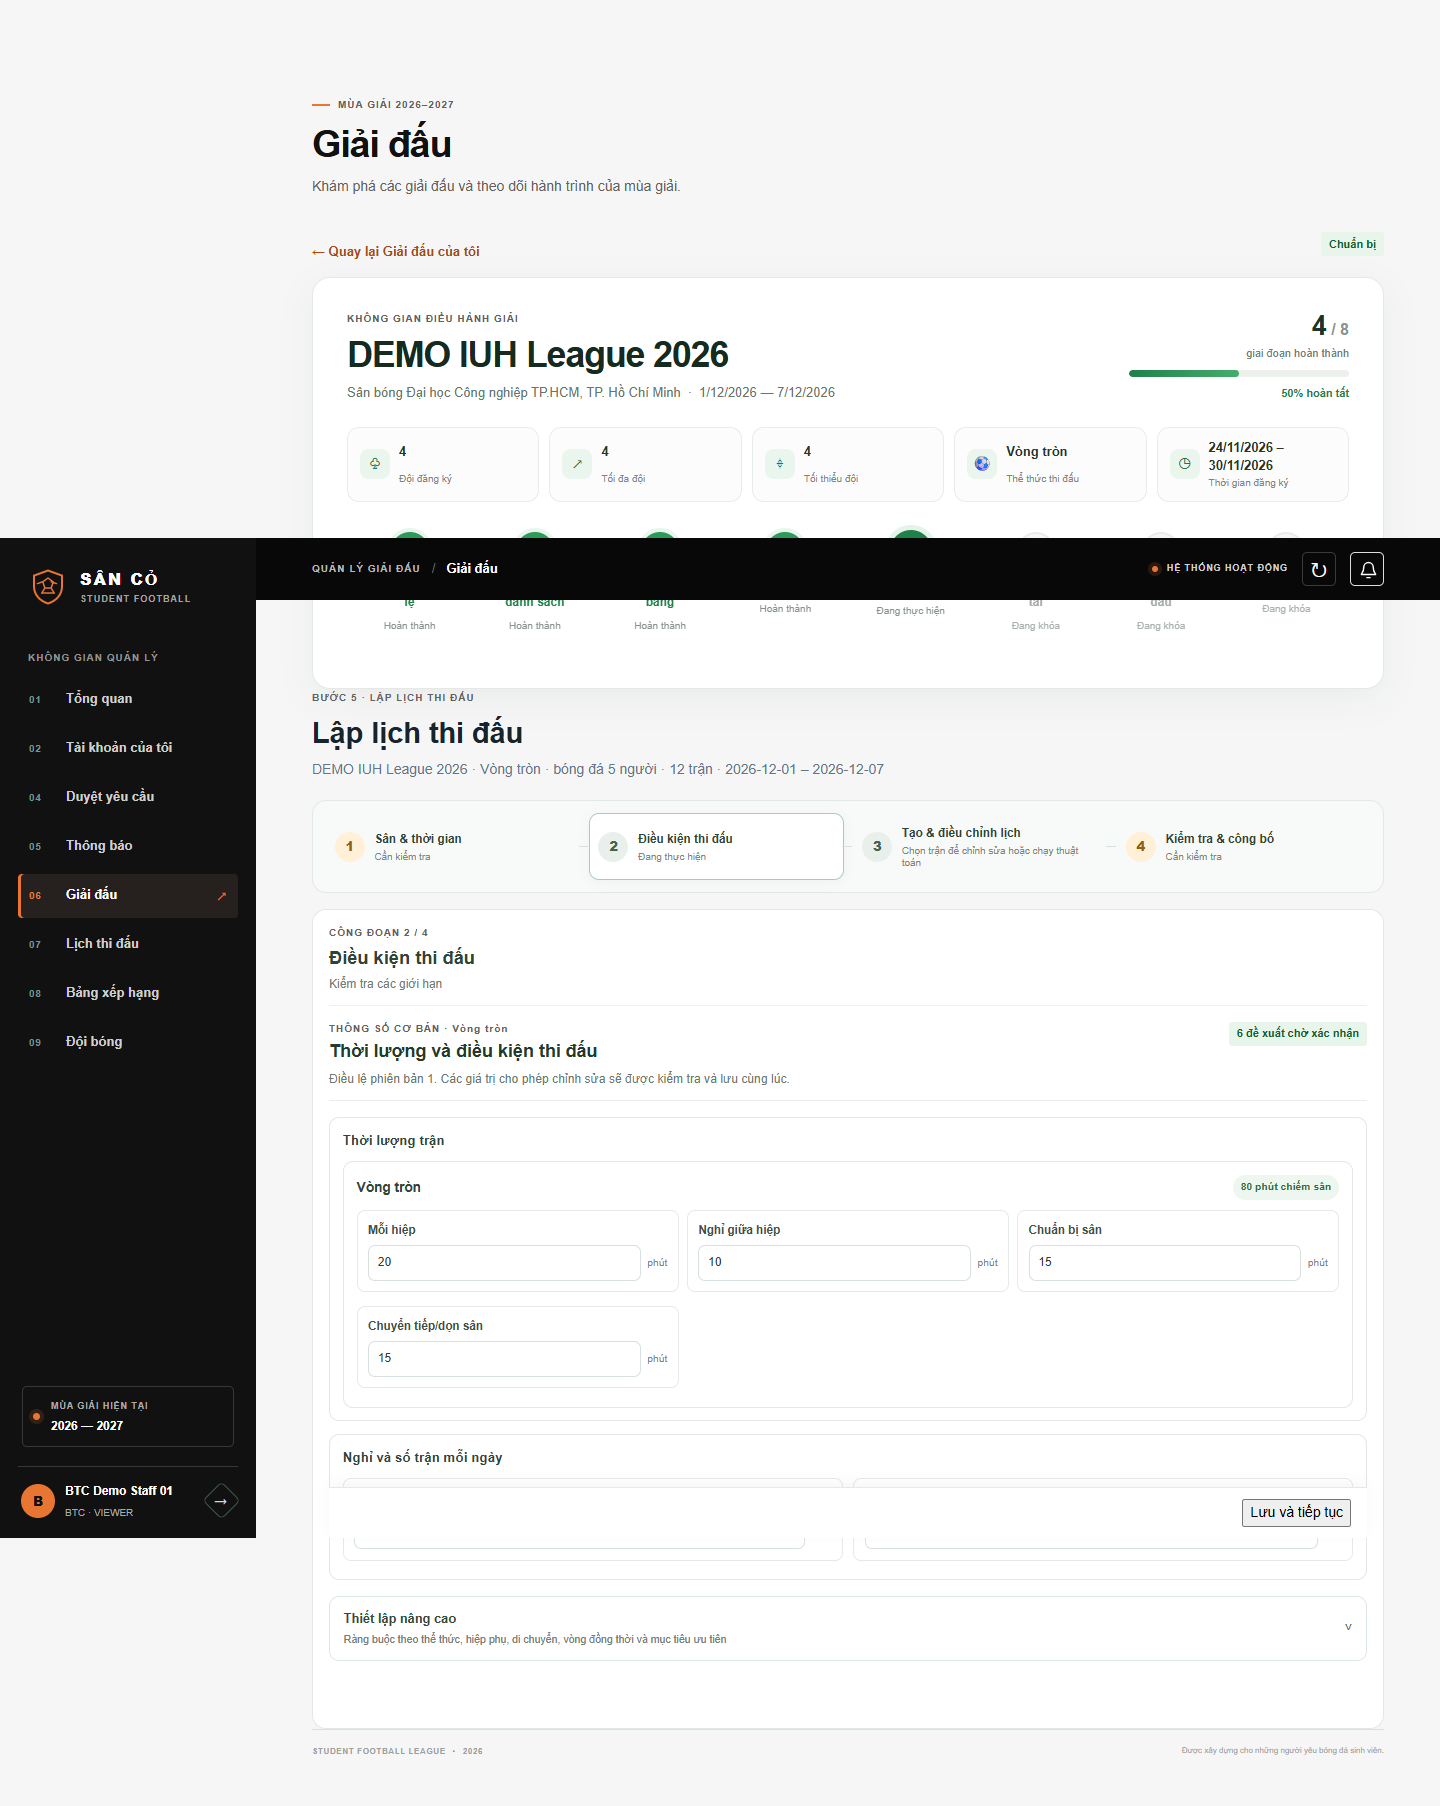 MÙA GIẢI 2026–2027
Giải đấu
Khám phá các giải đấu và theo dõi hành trình của mùa giải.
← Quay lại Giải đấu của tôi
Chuẩn bị
KHÔNG GIAN ĐIỀU HÀNH GIẢI
DEMO IUH League 2026
Sân bóng Đại học Công nghiệp TP.HCM, TP. Hồ Chí Minh · 1/12/2026 — 7/12/2026
4 / 8
giai đoạn hoàn thành
50% hoàn tất
4
Đội đăng ký
4
Tối đa đội
4
Tối thiểu đội
Vòng tròn
Thể thức thi đấu
24/11/2026 –
30/11/2026
Thời gian đăng ký
SÂN CỎ
STUDENT FOOTBALL
QUẢN LÝ GIẢI ĐẤU / Giải đấu
HỆ THỐNG HOẠT ĐỘNG
lệ
Hoàn thành
danh sách
Hoàn thành
bảng
Hoàn thành
Hoàn thành
Đang thực hiện
Đang khóa
đấu
Đang khóa
Đang khóa
KHÔNG GIAN QUẢN LÝ
01 Tổng quan
02 Tài khoản của tôi
04 Duyệt yêu cầu
05 Thông báo
06 Giải đấu ↗
07 Lịch thi đấu
08 Bảng xếp hạng
09 Đội bóng
MÙA GIẢI HIỆN TẠI
2026 — 2027
B
BTC Demo Staff 01
BTC · VIEWER
→
BƯỚC 5 · LẬP LỊCH THI ĐẤU
Lập lịch thi đấu
DEMO IUH League 2026 · Vòng tròn · bóng đá 5 người · 12 trận · 2026-12-01 – 2026-12-07
1
Sân & thời gian
Cần kiểm tra
2
Điều kiện thi đấu
Đang thực hiện
3
Tạo & điều chỉnh lịch
Chọn trận để chỉnh sửa hoặc chạy thuật
toán
4
Kiểm tra & công bố
Cần kiểm tra
CÔNG ĐOẠN 2 / 4
Điều kiện thi đấu
Kiểm tra các giới hạn
THÔNG SỐ CƠ BẢN · Vòng tròn
Thời lượng và điều kiện thi đấu
Điều lệ phiên bản 1. Các giá trị cho phép chỉnh sửa sẽ được kiểm tra và lưu cùng lúc.
6 đề xuất chờ xác nhận
Thời lượng trận
Vòng tròn
80 phút chiếm sân
Mỗi hiệp
20 phút
Nghỉ giữa hiệp
10 phút
Chuẩn bị sân
15 phút
Chuyển tiếp/dọn sân
15 phút
Nghỉ và số trận mỗi ngày
Lưu và tiếp tục
Thiết lập nâng cao
Ràng buộc theo thể thức, hiệp phụ, di chuyển, vòng đồng thời và mục tiêu ưu tiên
v
STUDENT FOOTBALL LEAGUE • 2026
Được xây dựng cho những người yêu bóng đá sinh viên.